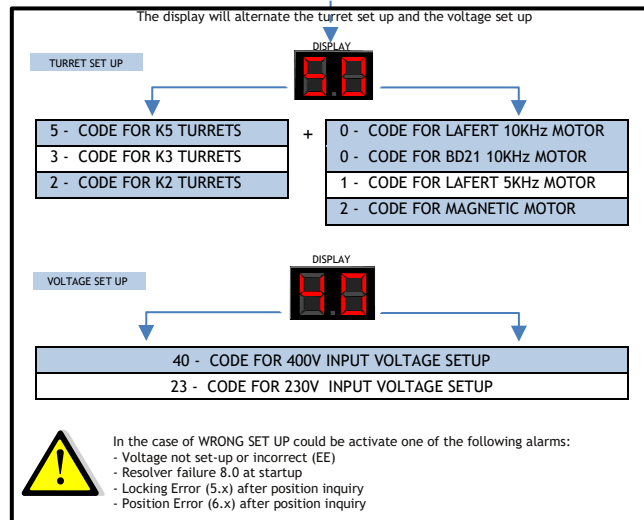 The display will alternate the turret set up and the voltage set up
DISPLAY
TURRET SET UP
5.0
5 - CODE FOR K5 TURRETS
3 - CODE FOR K3 TURRETS
2 - CODE FOR K2 TURRETS
+
0 - CODE FOR LAFERT 10KHz MOTOR
0 - CODE FOR BD21 10KHz MOTOR
1 - CODE FOR LAFERT 5KHz MOTOR
2 - CODE FOR MAGNETIC MOTOR
DISPLAY
VOLTAGE SET UP
40
40 - CODE FOR 400V INPUT VOLTAGE SETUP
23 - CODE FOR 230V INPUT VOLTAGE SETUP
!
In the case of WRONG SET UP could be activate one of the following alarms:
- Voltage not set-up or incorrect (EE)
- Resolver failure 8.0 at startup
- Locking Error (5.x) after position inquiry
- Position Error (6.x) after position inquiry